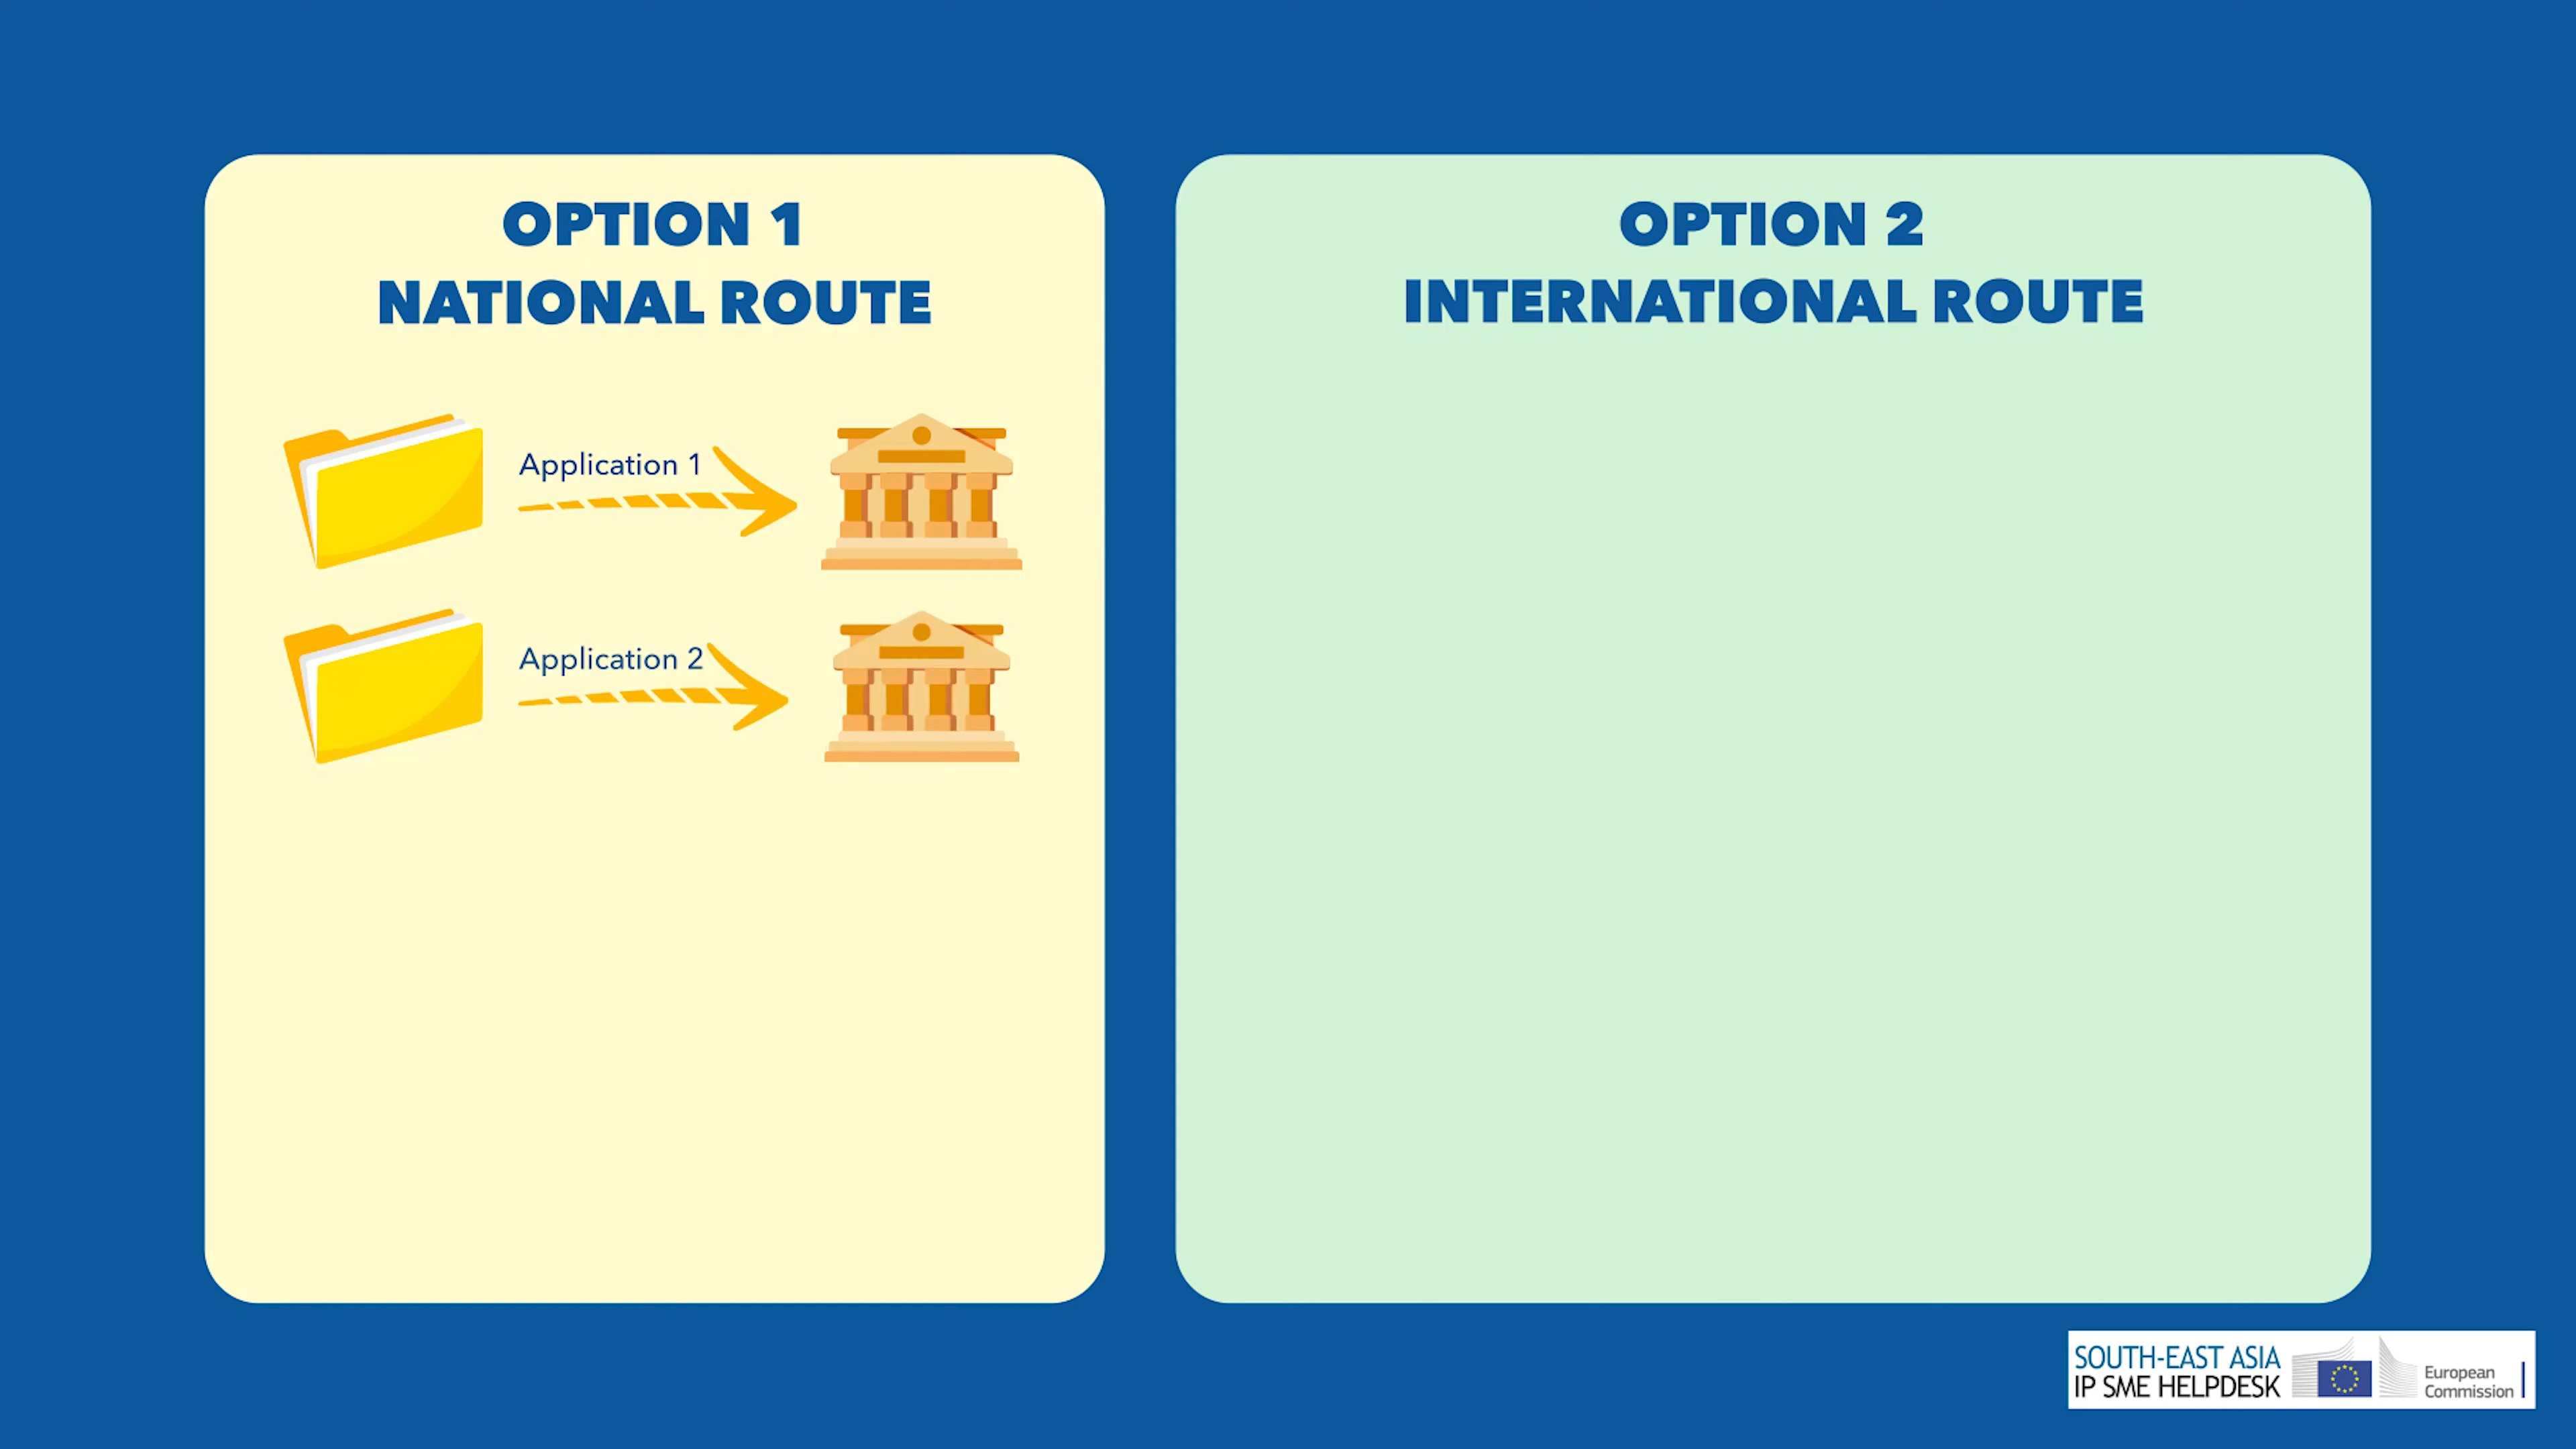 OPTION 1
NATIONAL ROUTE
Application 1
Application 2
OPTION 2
INTERNATIONAL ROUTE
SOUTH-EAST ASIA
IP SME HELPDESK
European
Commission